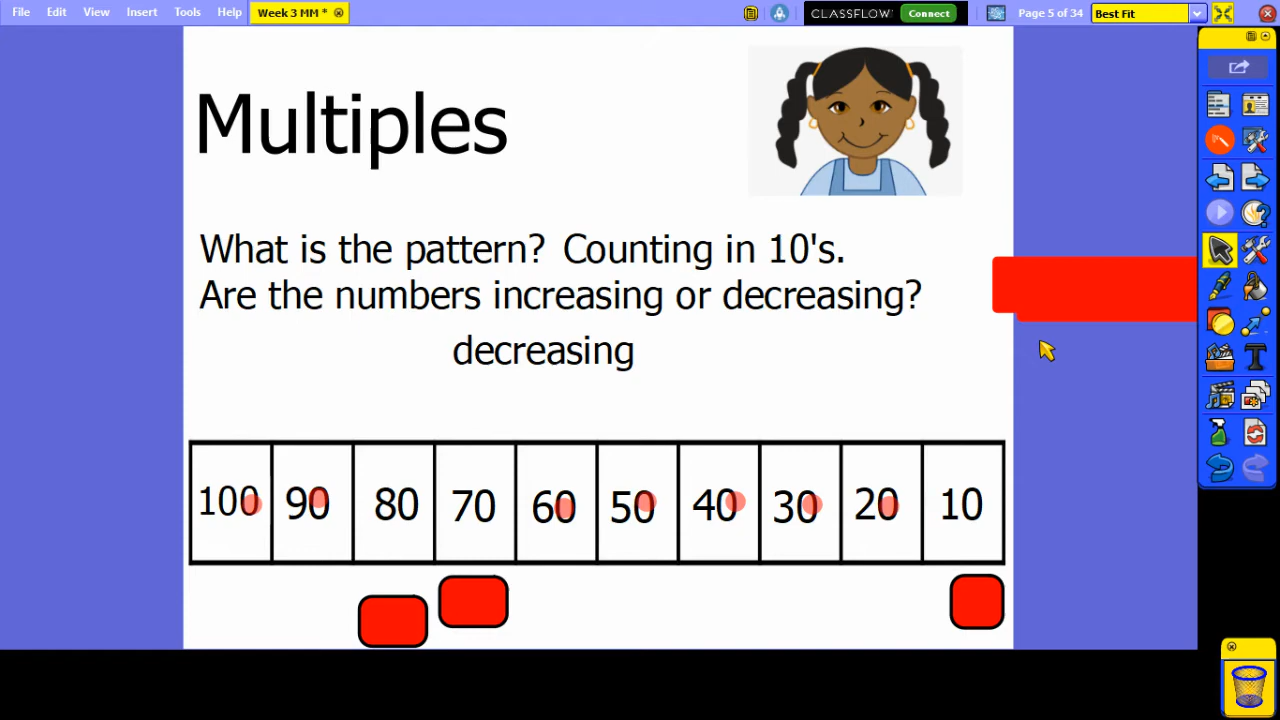 File Edit View Insert Tools Help Week 3 MM * CLASSFLOW Connect Page 5 of 34 Best Fit
Multiples
What is the pattern? Counting in 10's.
Are the numbers increasing or decreasing?
decreasing
100 90 80 70 60 50 40 30 20 10